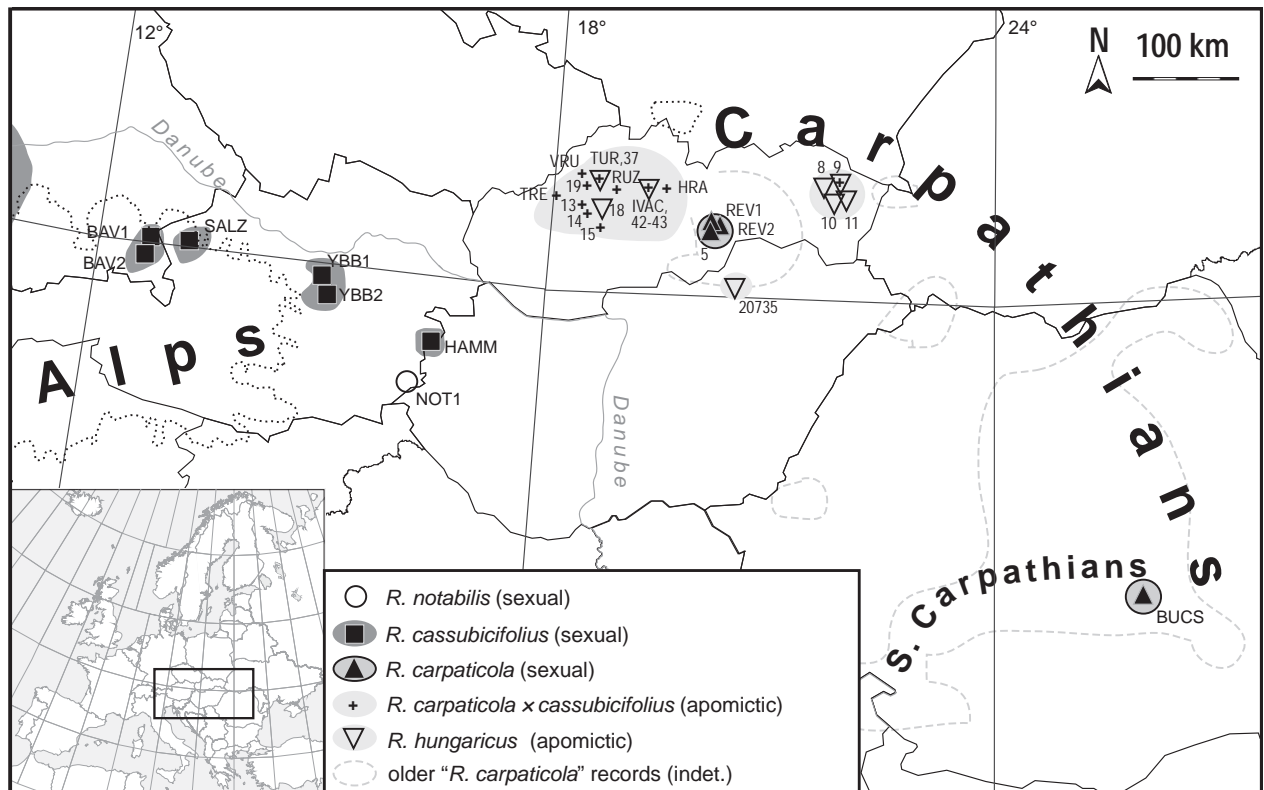 12°
18°
24°
N
100 km
Carpathians
Danube
VRU
TUR,37
RUZ
TRE
19
HRA
13
18
IVAC,
42-43
14
15
8 9
10 11
REV1
REV2
5
20735
BAV1
SALZ
BAV2
YBB1
YBB2
Alps
HAMM
NOT1
Danube
s. Carpathians
BUCS
R. notabilis (sexual)
R. cassubicifolius (sexual)
R. carpaticola (sexual)
R. carpaticola × cassubicifolius (apomictic)
R. hungaricus (apomictic)
older “R. carpaticola” records (indet.)